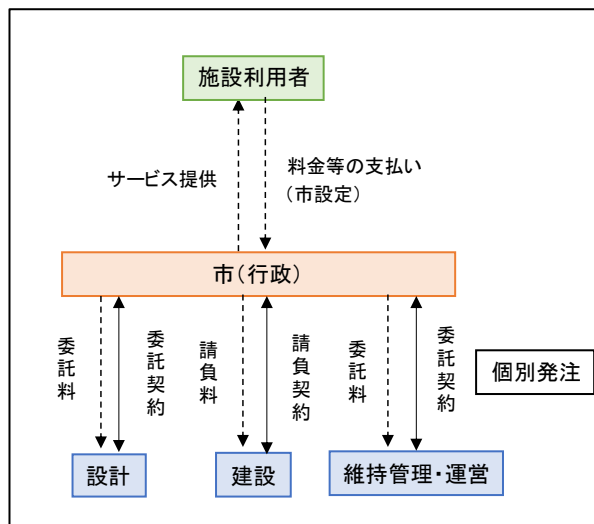 施設利用者
サービス提供
料金等の支払い
（市設定）
市（行政）
委託料
委託契約
請負料
請負契約
委託料
委託契約
個別発注
設計
建設
維持管理・運営